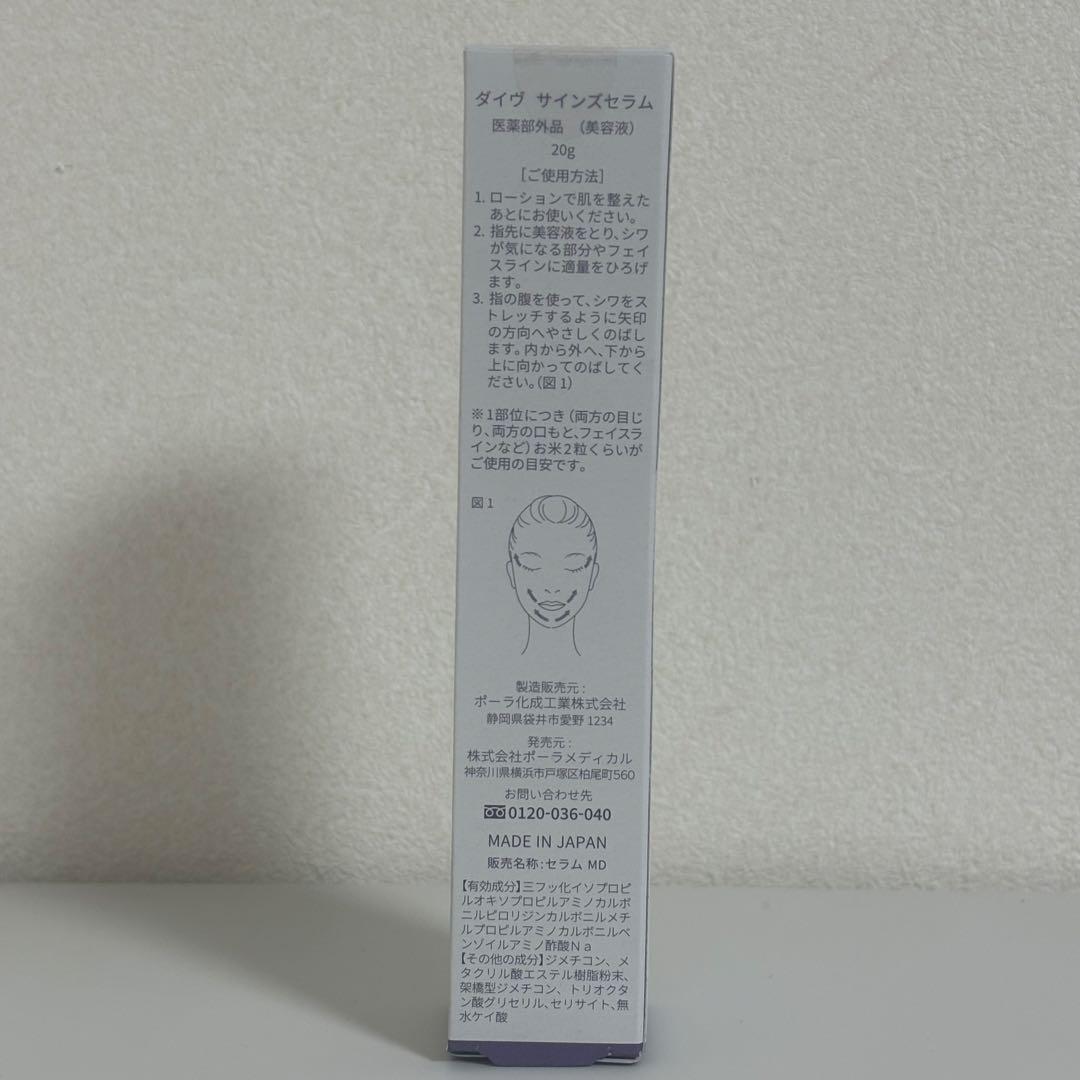 ダイヴ サインズセラム
医薬部外品 (美容液)
20g
[ご使用方法]
1. ローションで肌を整えた
あとにお使いください。
2. 指先に美容液をとり、シワ
が気になる部分やフェイ
スラインに適量をひろげ
ます。
3. 指の腹を使って、シワをス
トレッチするように矢印
の方向へやさしくのばし
ます。内から外へ、下から
上に向かってのばしてく
ださい。(図1)
※1部位につき(両方の目じ
り、両方の口もと、フェイスラ
インなど)お米2粒くらいが
ご使用の目安です。
図1
製造販売元:
ポーラ化成工業株式会社
静岡県袋井市愛野 1234
発売元:
株式会社ポーラメディカル
神奈川県横浜市戸塚区柏尾町560
お問い合わせ先
0120-036-040
MADE IN JAPAN
販売名称:セラム MD
【有効成分】三フッ化イソプロピ
ルオキソプロピルアミノカルボ
ニルピロリジンカルボニルメチ
ルプロピルアミノカルボニルベ
ンゾイルアミノ酢酸Na
【その他の成分】ジメチコン、メ
タクリル酸エステル樹脂粉末、
架橋型ジメチコン、トリオクタ
ン酸グリセリル、セリサイト、無
水ケイ酸